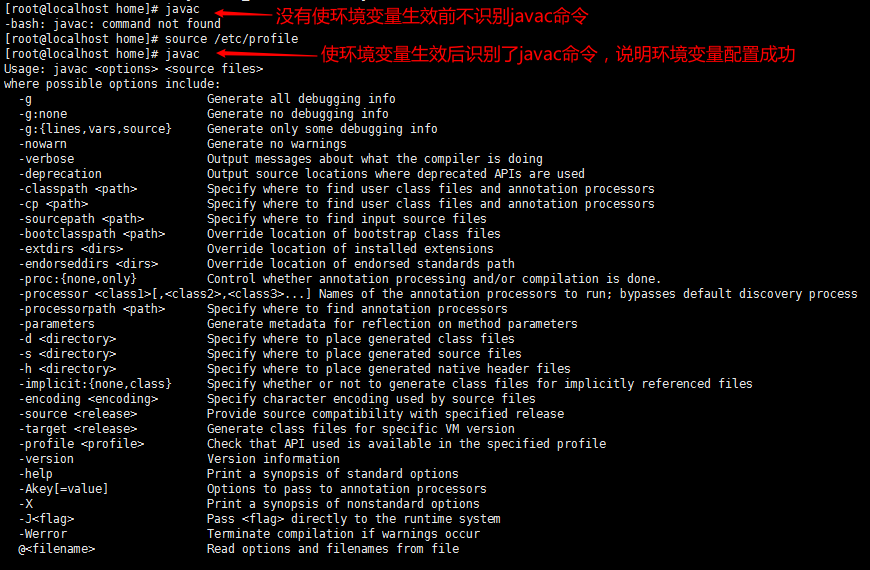 [root@localhost home]# javac 没有使环境变量生效前不识别javac命令
-bash: javac: command not found
[root@localhost home]# source /etc/profile
[root@localhost home]# javac 使环境变量生效后识别了javac命令，说明环境变量配置成功
Usage: javac <options> <source files>
where possible options include:
  -g                         Generate all debugging info
  -g:none                    Generate no debugging info
  -g:{lines,vars,source}     Generate only some debugging info
  -nowarn                    Generate no warnings
  -verbose                   Output messages about what the compiler is doing
  -deprecation               Output source locations where deprecated APIs are used
  -classpath <path>          Specify where to find user class files and annotation processors
  -cp <path>                 Specify where to find user class files and annotation processors
  -sourcepath <path>         Specify where to find input source files
  -bootclasspath <path>      Override location of bootstrap class files
  -extdirs <dirs>            Override location of installed extensions
  -endorseddirs <dirs>       Override location of endorsed standards path
  -proc:{none,only}          Control whether annotation processing and/or compilation is done.
  -processor <class1>[,<class2>,<class3>...] Names of the annotation processors to run; bypasses default discovery process
  -processorpath <path>      Specify where to find annotation processors
  -parameters                Generate metadata for reflection on method parameters
  -d <directory>             Specify where to place generated class files
  -s <directory>             Specify where to place generated source files
  -h <directory>             Specify where to place generated native header files
  -implicit:{none,class}     Specify whether or not to generate class files for implicitly referenced files
  -encoding <encoding>       Specify character encoding used by source files
  -source <release>          Provide source compatibility with specified release
  -target <release>          Generate class files for specific VM version
  -profile <profile>         Check that API used is available in the specified profile
  -version                   Version information
  -help                      Print a synopsis of standard options
  -Akey[=value]              Options to pass to annotation processors
  -X                         Print a synopsis of nonstandard options
  -J<flag>                   Pass <flag> directly to the runtime system
  -Werror                    Terminate compilation if warnings occur
  @<filename>                Read options and filenames from file